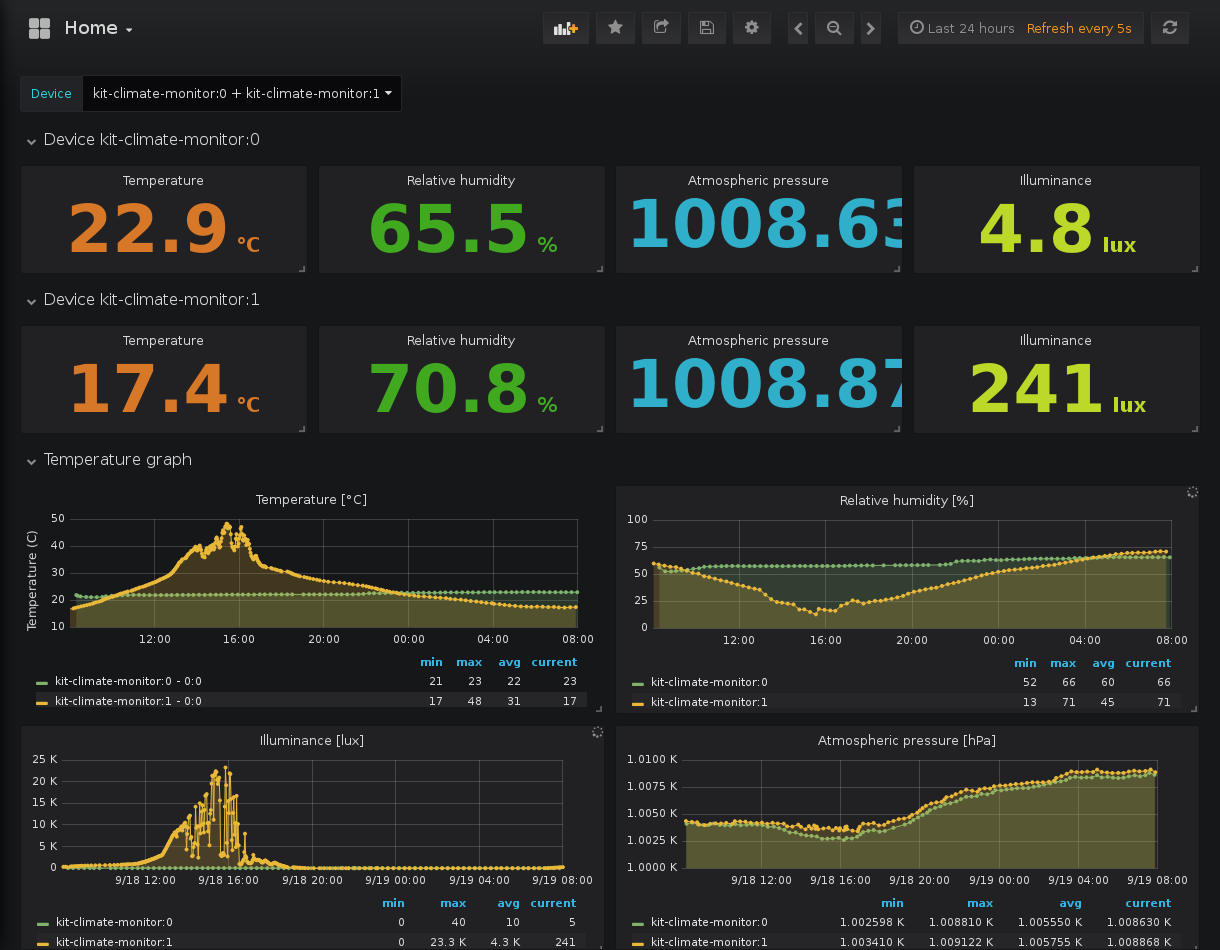 Home
Last 24 hours Refresh every 5s
Device kit-climate-monitor:0 + kit-climate-monitor:1
Device kit-climate-monitor:0
Temperature Relative humidity Atmospheric pressure Illuminance
22.9 °C 65.5 % 1008.63 4.8 lux
Device kit-climate-monitor:1
Temperature Relative humidity Atmospheric pressure Illuminance
17.4 °C 70.8 % 1008.87 241 lux
Temperature graph
Temperature [°C]
Temperature (C)
50
40
30
20
10
12:00 16:00 20:00 00:00 04:00 08:00
min max avg current
kit-climate-monitor:0 - 0:0 21 23 22 23
kit-climate-monitor:1 - 0:0 17 48 31 17
Relative humidity [%]
100
75
50
25
0
12:00 16:00 20:00 00:00 04:00 08:00
min max avg current
kit-climate-monitor:0 52 66 60 66
kit-climate-monitor:1 13 71 45 71
Illuminance [lux]
25 K
20 K
15 K
10 K
5 K
0
9/18 12:00 9/18 16:00 9/18 20:00 9/19 00:00 9/19 04:00 9/19 08:00
min max avg current
kit-climate-monitor:0 0 40 10 5
kit-climate-monitor:1 0 23.3 K 4.3 K 241
Atmospheric pressure [hPa]
1.0100 K
1.0075 K
1.0050 K
1.0025 K
1.0000 K
9/18 12:00 9/18 16:00 9/18 20:00 9/19 00:00 9/19 04:00 9/19 08:00
min max avg current
kit-climate-monitor:0 1.002598 K 1.008810 K 1.005550 K 1.008630 K
kit-climate-monitor:1 1.003410 K 1.009122 K 1.005755 K 1.008868 K